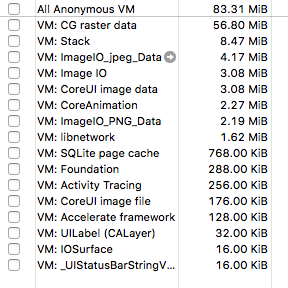 All Anonymous VM 83.31 MiB
VM: CG raster data 56.80 MiB
VM: Stack 8.47 MiB
VM: ImageIO_jpeg_Data 4.17 MiB
VM: Image IO 3.08 MiB
VM: CoreUI image data 3.08 MiB
VM: CoreAnimation 2.27 MiB
VM: ImageIO_PNG_Data 2.19 MiB
VM: libnetwork 1.62 MiB
VM: SQLite page cache 768.00 KiB
VM: Foundation 288.00 KiB
VM: Activity Tracing 256.00 KiB
VM: CoreUI image file 176.00 KiB
VM: Accelerate framework 128.00 KiB
VM: UILabel (CALayer) 32.00 KiB
VM: IOSurface 16.00 KiB
VM: _UIStatusBarStringV... 16.00 KiB